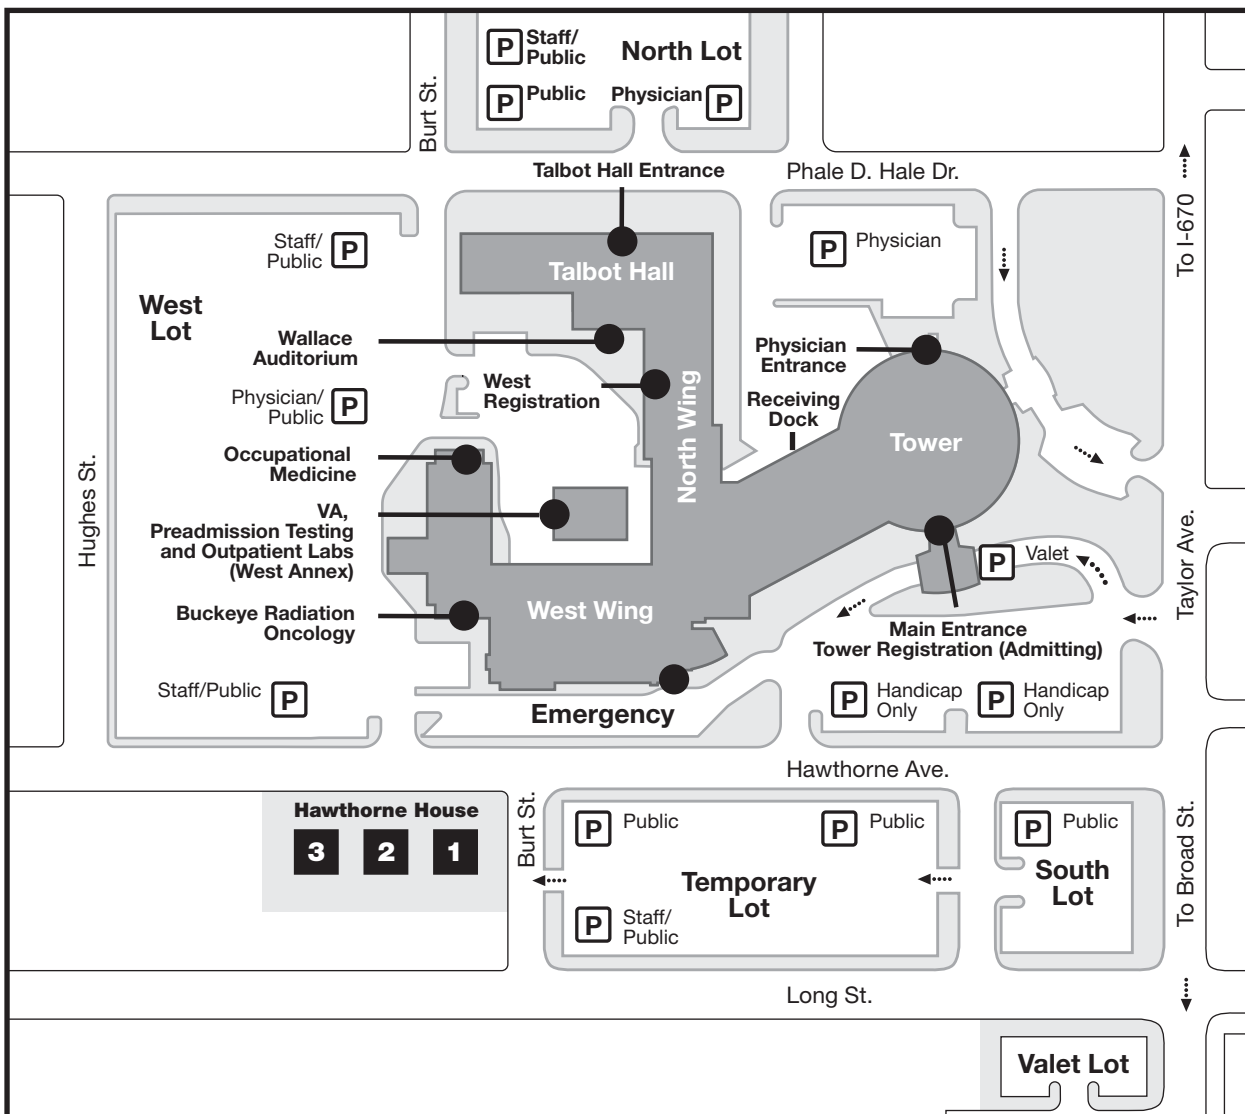 P Staff/
Public
North Lot
P Public
Physician P
Burt St.
Talbot Hall Entrance
Phale D. Hale Dr.
To I-670
Staff/
Public P
P Physician
Talbot Hall
West
Lot
Wallace
Auditorium
Physician
Entrance
West
Registration
Physician/
Public P
Receiving
Dock
North Wing
Tower
Occupational
Medicine
Hughes St.
VA,
Preadmission Testing
and Outpatient Labs
(West Annex)
Taylor Ave.
P Valet
Buckeye Radiation
Oncology
West Wing
Main Entrance
Tower Registration (Admitting)
Staff/Public P
P Handicap
Only
P Handicap
Only
Emergency
Hawthorne Ave.
Hawthorne House
3 2 1
Burt St.
P Public
P Public
P Public
Temporary
Lot
South
Lot
To Broad St.
P Staff/
Public
Long St.
Valet Lot